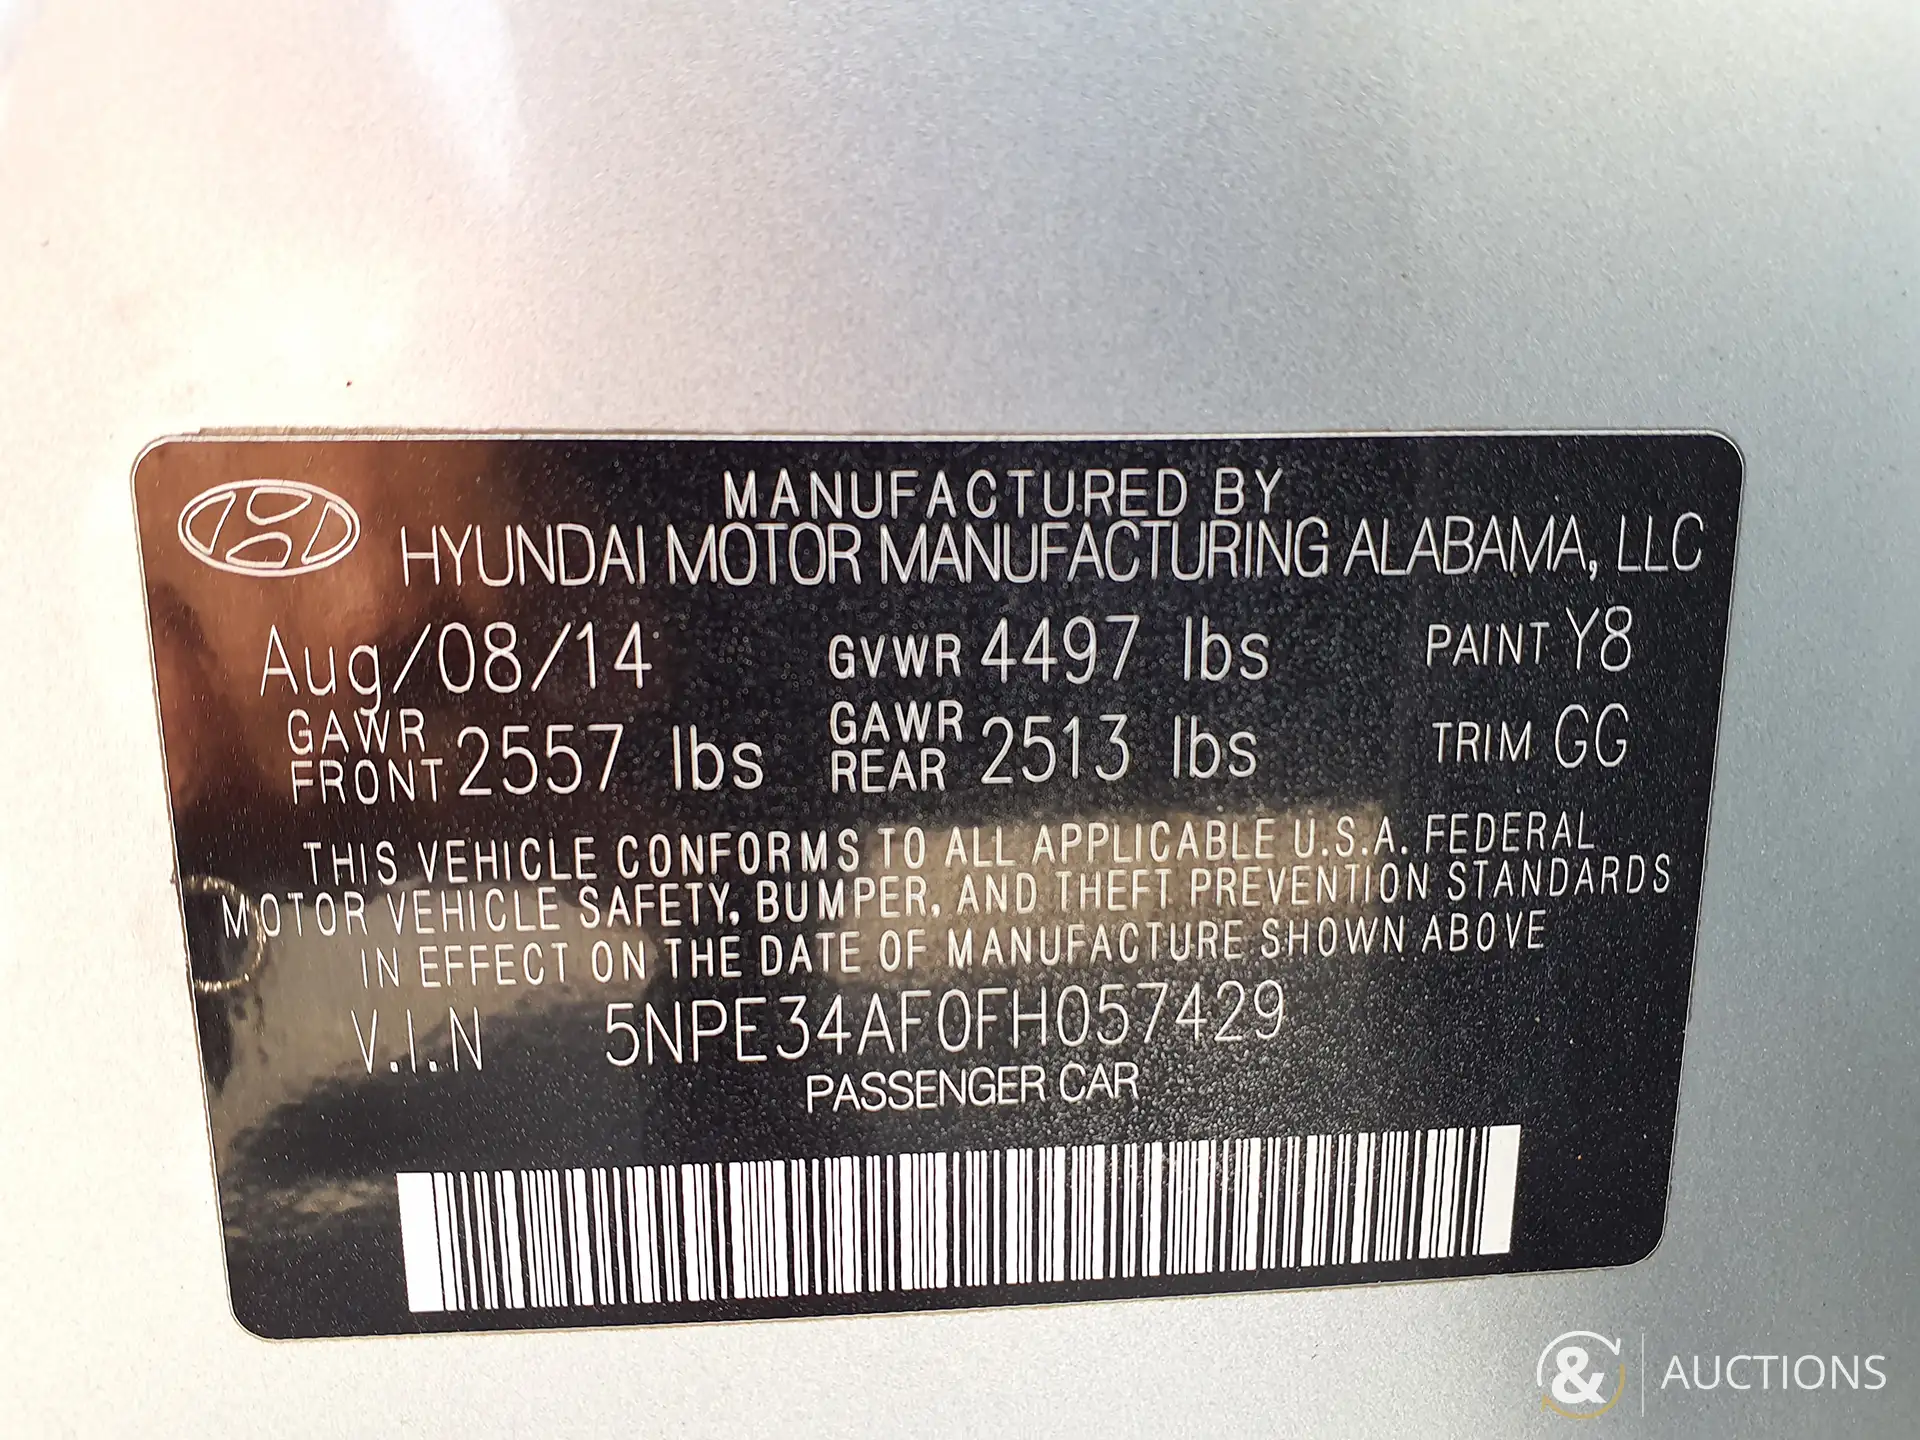 MANUFACTURED BY
HYUNDAI MOTOR MANUFACTURING ALABAMA, LLC
Aug/08/14 GVWR 4497 lbs PAINT Y8
GAWR FRONT 2557 lbs GAWR REAR 2513 lbs TRIM GG
THIS VEHICLE CONFORMS TO ALL APPLICABLE U.S.A. FEDERAL
MOTOR VEHICLE SAFETY, BUMPER, AND THEFT PREVENTION STANDARDS
IN EFFECT ON THE DATE OF MANUFACTURE SHOWN ABOVE
V.I.N 5NPE34AF0FH057429
PASSENGER CAR
& AUCTIONS